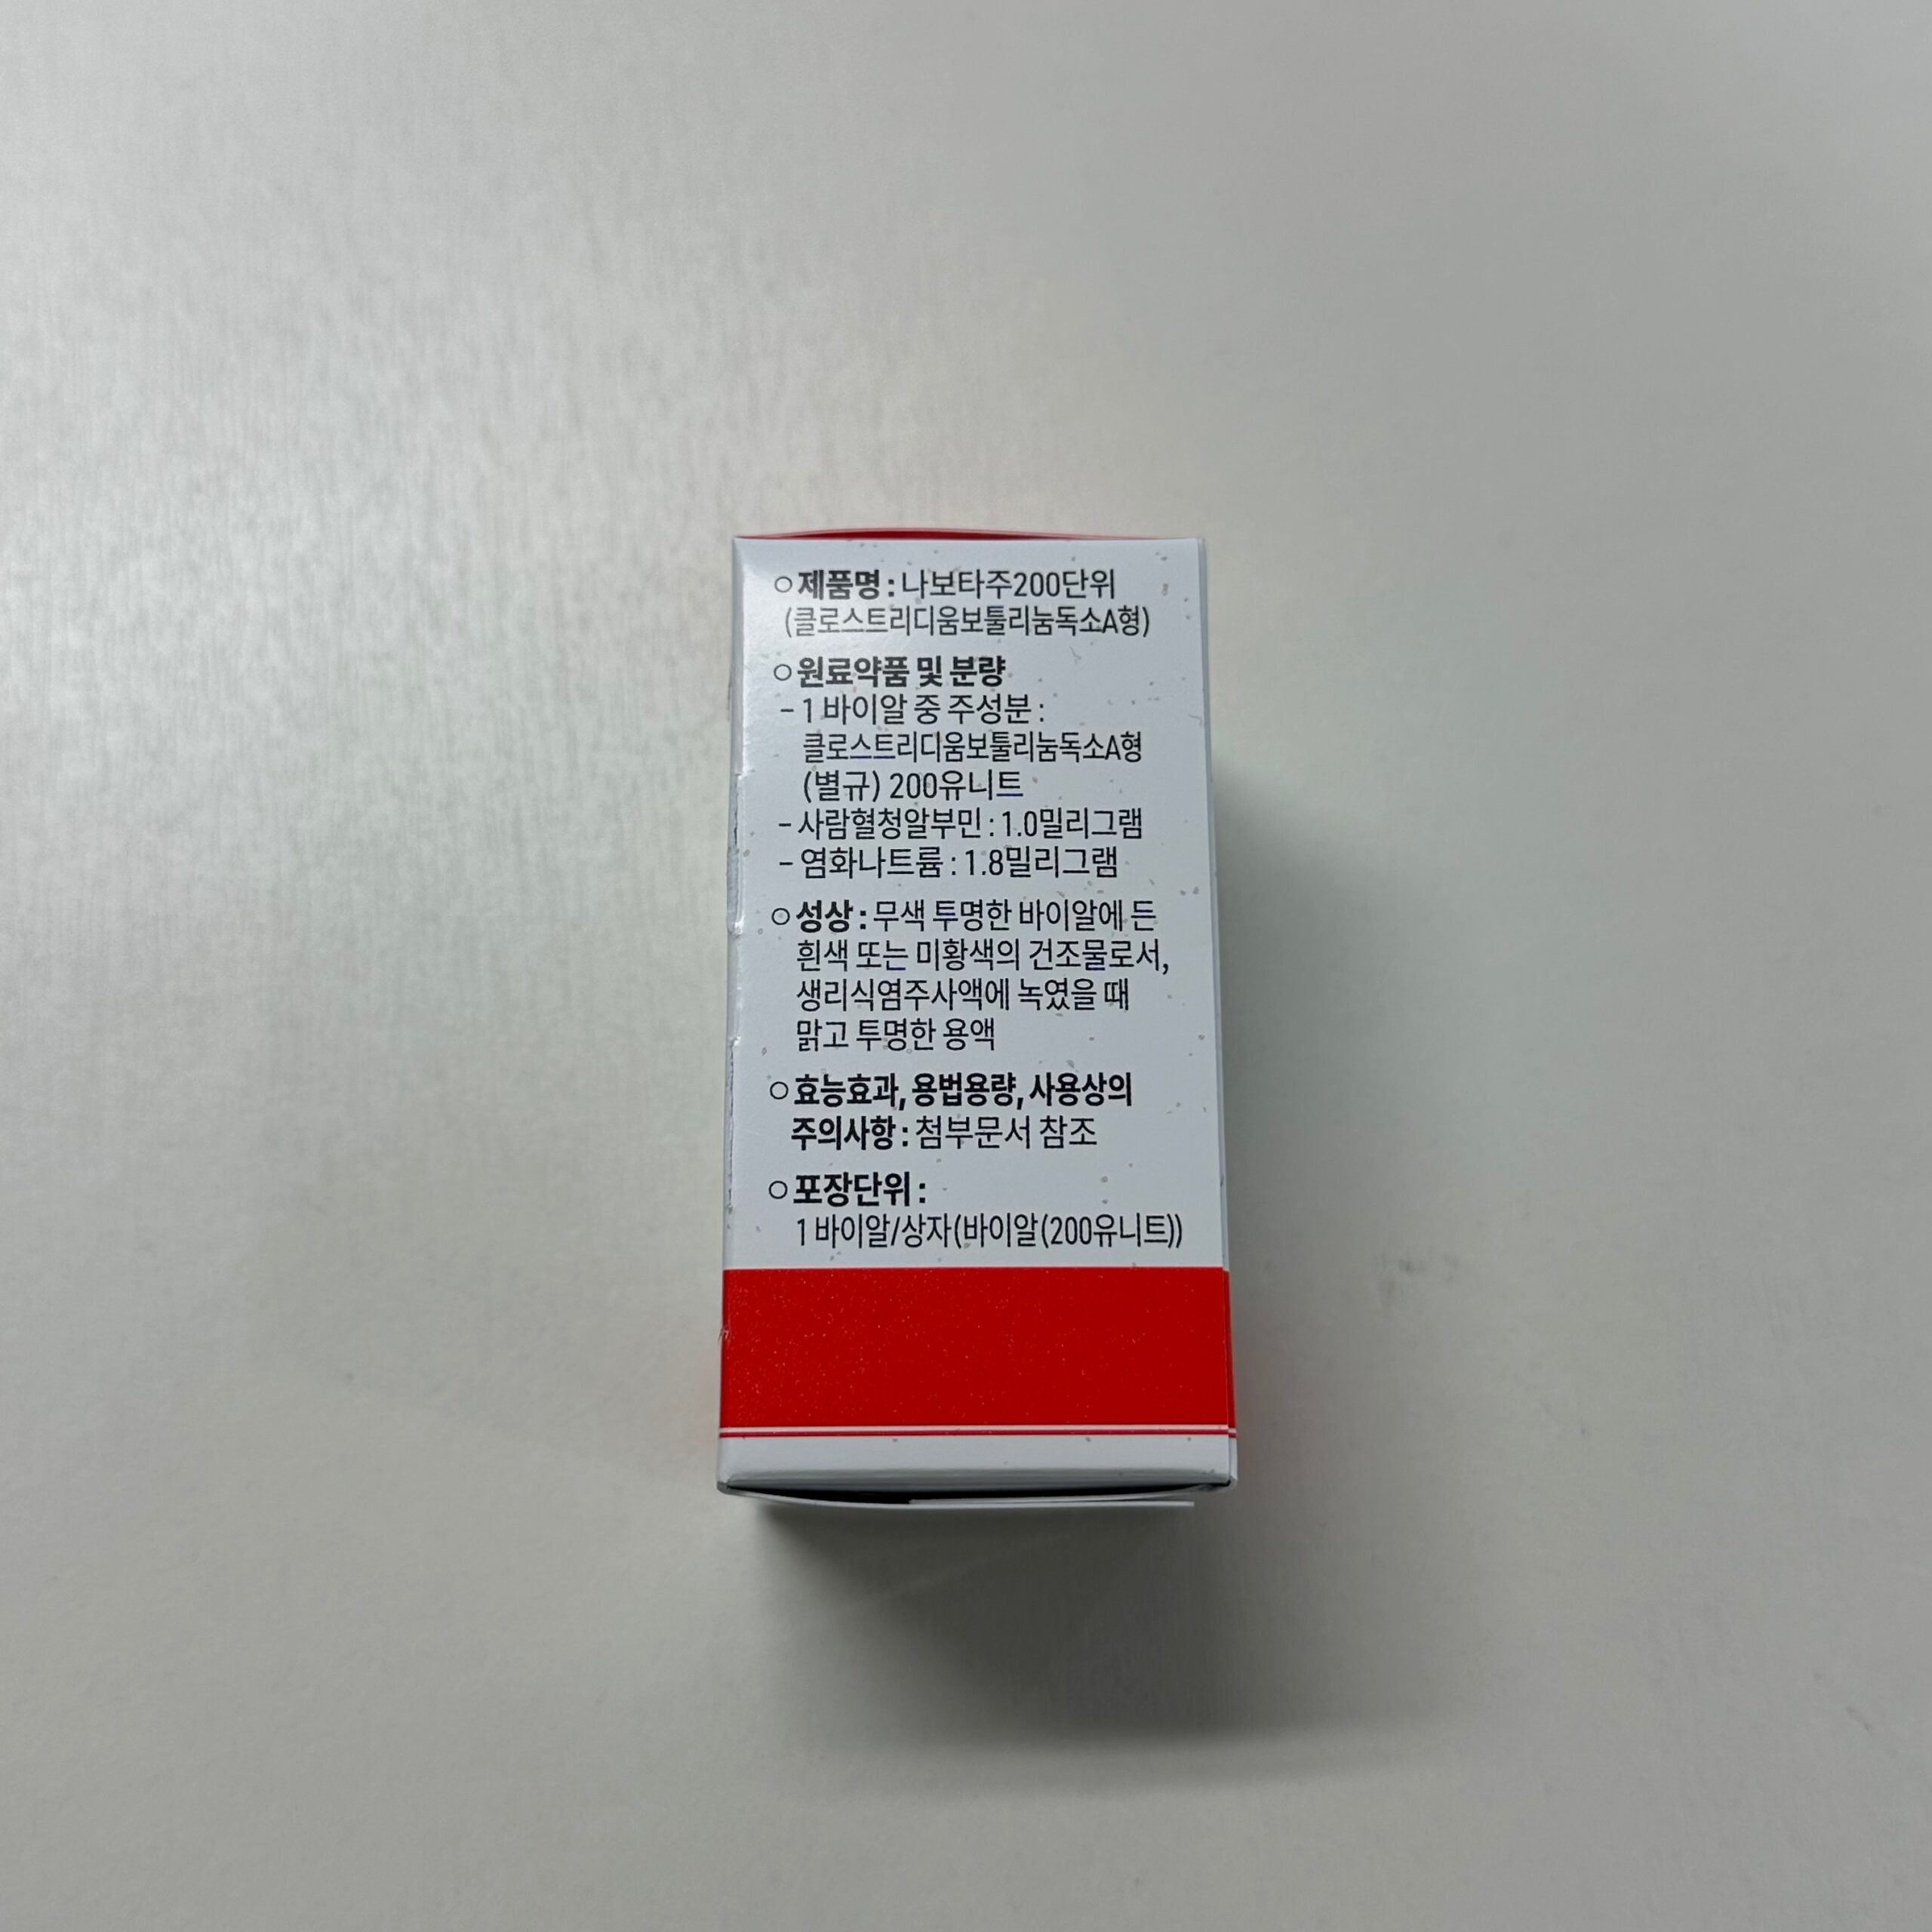 ○ 제품명 : 나보타주200단위
(클로스트리디움보툴리눔독소A형)
○ 원료약품 및 분량
- 1 바이알 중 주성분 :
클로스트리디움보툴리눔독소A형
(별규) 200유니트
- 사람혈청알부민 : 1.0밀리그램
- 염화나트륨 : 1.8밀리그램
○ 성상 : 무색 투명한 바이알에 든
흰색 또는 미황색의 건조물로서,
생리식염주사액에 녹였을 때
맑고 투명한 용액
○ 효능효과, 용법용량, 사용상의
주의사항 : 첨부문서 참조
○ 포장단위 :
1 바이알/상자(바이알(200유니트))